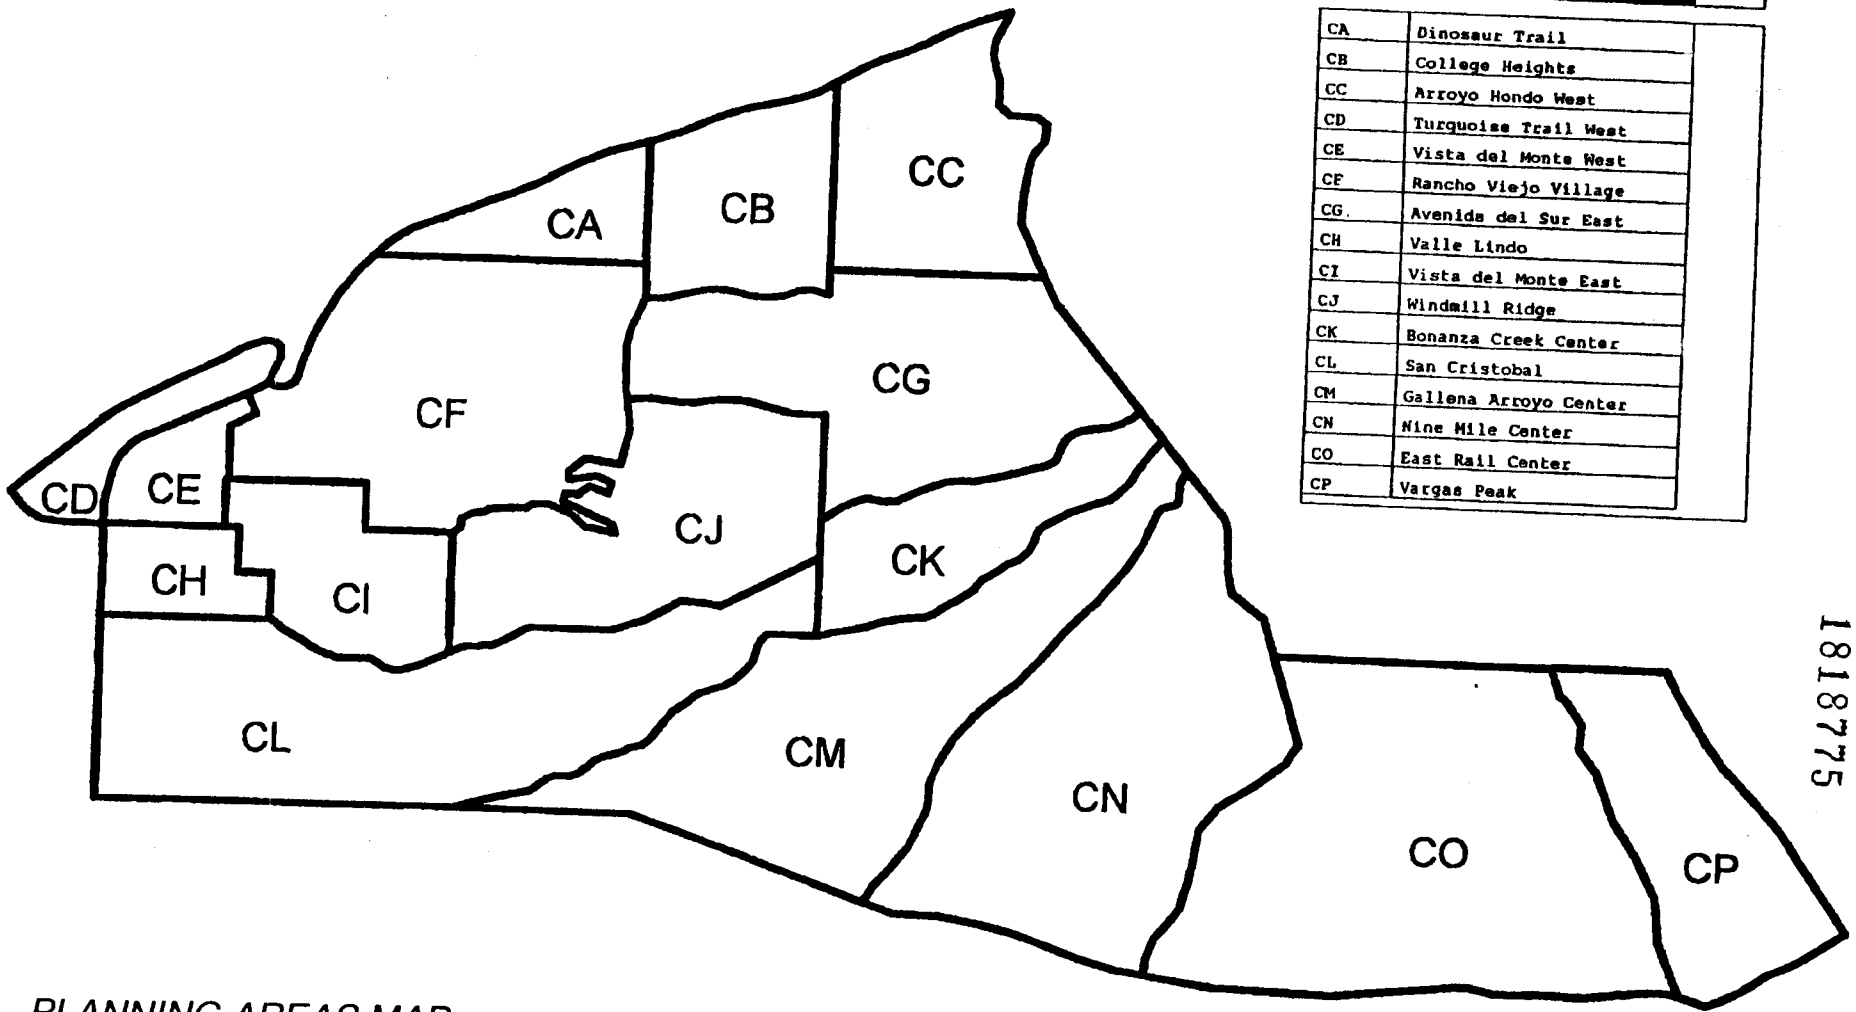 CA Dinosaur Trail
CB College Heights
CC Arroyo Hondo West
CD Turquoise Trail West
CE Vista del Monte West
CF Rancho Viejo Village
CG. Avenida del Sur East
CH Valle Lindo
CI Vista del Monte East
CJ Windmill Ridge
CK Bonanza Creek Center
CL San Cristobal
CM Gallena Arroyo Center
CN Nine Mile Center
CO East Rail Center
CP Vargas Peak
CC
CA
CB
CG
CF
CD
CE
CJ
CK
CH
CI
CL
CM
CN
CO
CP
1818775
PLANNING AREAS MAP